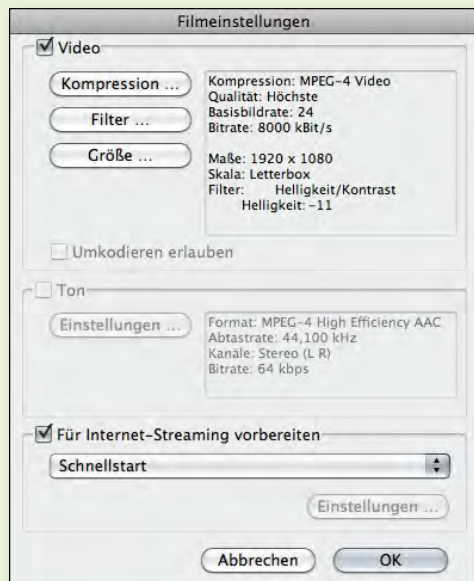 Filmeinstellungen
Video
Kompression ...
Filter ...
Größe ...
Kompression: MPEG-4 Video
Qualität: Höchste
Basisbildrate: 24
Bitrate: 8000 kBit/s
Maße: 1920 x 1080
Skala: Letterbox
Filter: Helligkeit/Kontrast
Helligkeit: -11
Umkodieren erlauben
Ton
Einstellungen ...
Format: MPEG-4 High Efficiency AAC
Abtastrate: 44,100 kHz
Kanäle: Stereo (L R)
Bitrate: 64 kbps
Für Internet-Streaming vorbereiten
Schnellstart
Einstellungen ...
Abbrechen
OK